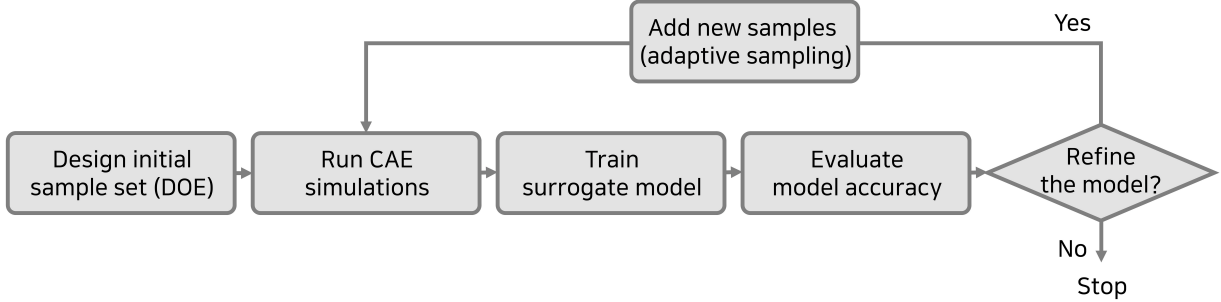 Add new samples
(adaptive sampling)
Yes
Design initial
sample set (DOE)
Run CAE
simulations
Train
surrogate model
Evaluate
model accuracy
Refine
the model?
No
Stop